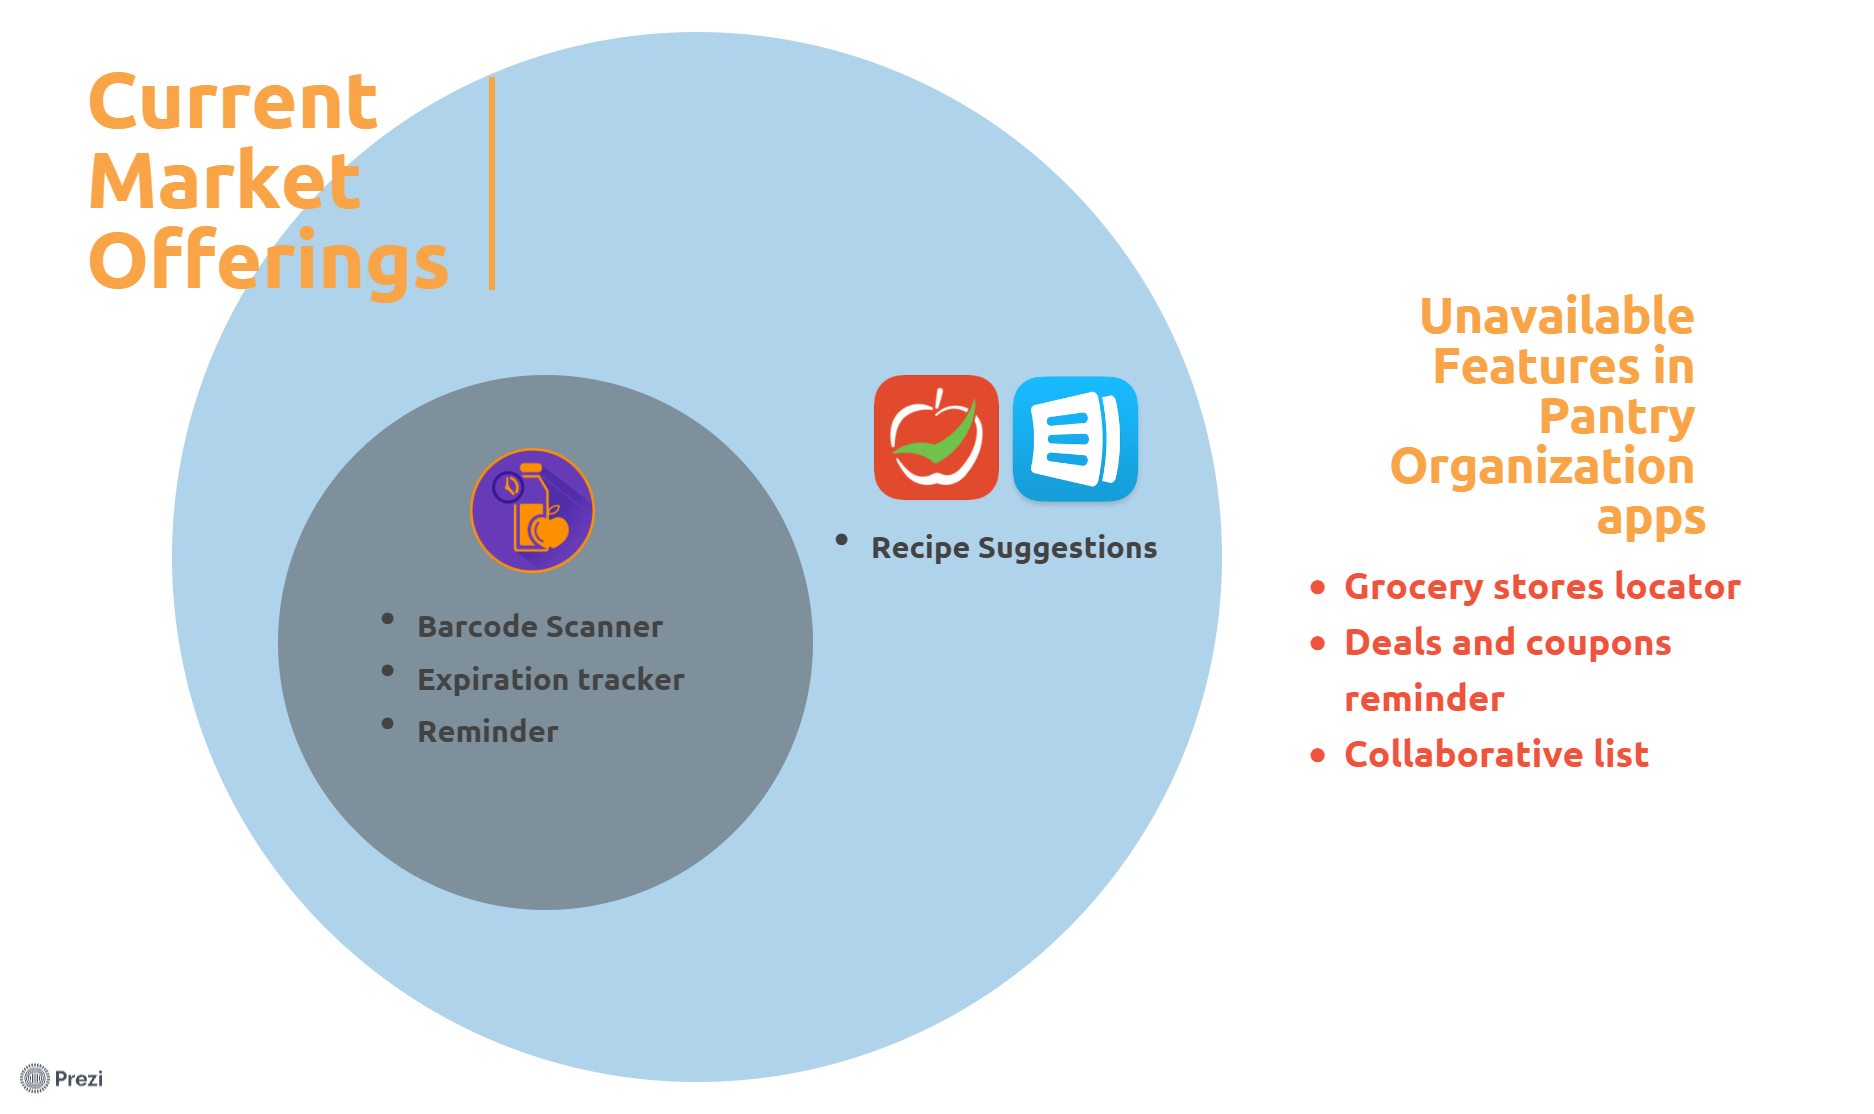 Current
Market
Offerings
• Barcode Scanner
• Expiration tracker
• Reminder
• Recipe Suggestions
Unavailable
Features in
Pantry
Organization
apps
• Grocery stores locator
• Deals and coupons
reminder
• Collaborative list
Prezi